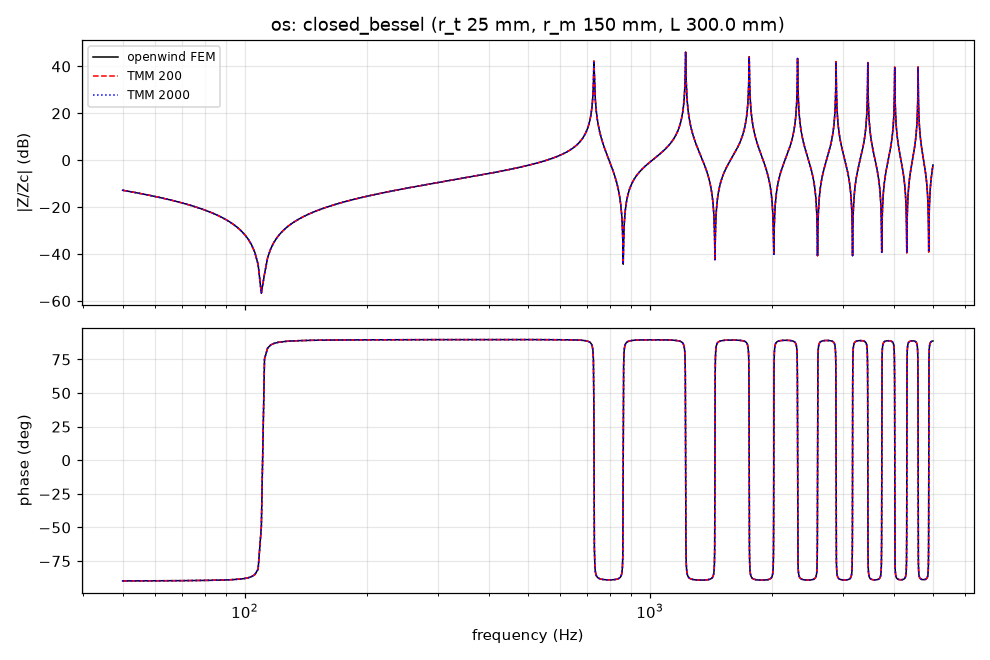 os: closed_bessel (r_t 25 mm, r_m 150 mm, L 300.0 mm)
openwind FEM
TMM 200
TMM 2000
|Z/Zc| (dB)
40
20
0
−20
−40
−60
phase (deg)
75
50
25
0
−25
−50
−75
10²
10³
frequency (Hz)